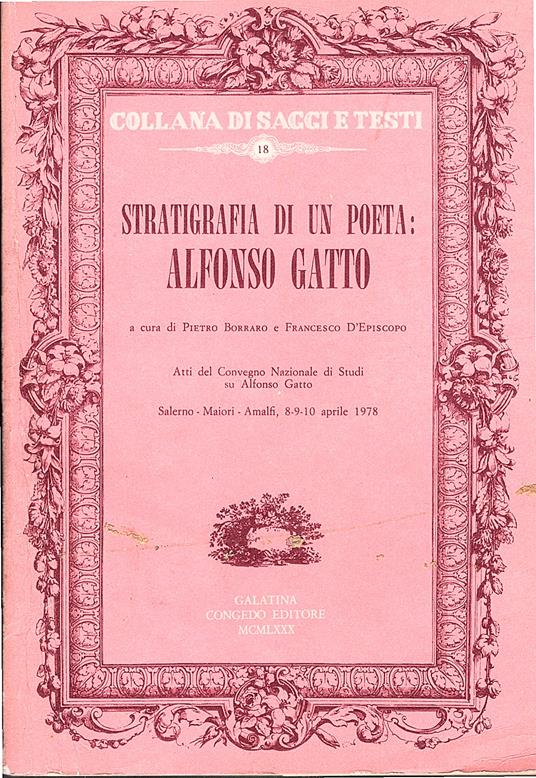 COLLANA DI SAGGI E TESTI
18
STRATIGRAFIA DI UN POETA:
ALFONSO GATTO
a cura di PIETRO BORRARO e FRANCESCO D'EPISCOPO
Atti del Convegno Nazionale di Studi
su Alfonso Gatto
Salerno - Maiori - Amalfi, 8-9-10 aprile 1978
GALATINA
CONGEDO EDITORE
MCMLXXX